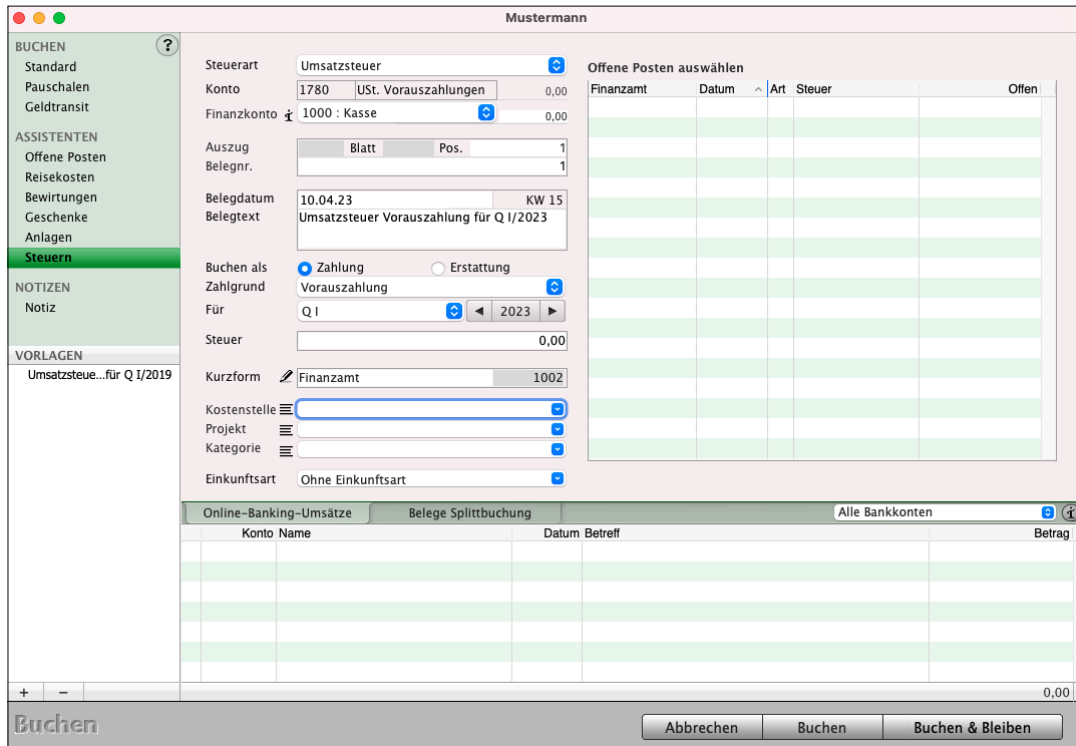 Mustermann
BUCHEN ?
Standard
Pauschalen
Geldtransit
ASSISTENTEN
Offene Posten
Reisekosten
Bewirtungen
Geschenke
Anlagen
Steuern
NOTIZEN
Notiz
VORLAGEN
Umsatzsteue...für Q I/2019
Steuerart Umsatzsteuer
Konto 1780 USt. Vorauszahlungen 0,00
Finanzkonto i 1000 : Kasse 0,00
Auszug Blatt Pos. 1
Belegnr. 1
Belegdatum 10.04.23 KW 15
Belegtext Umsatzsteuer Vorauszahlung für Q I/2023
Buchen als Zahlung Erstattung
Zahlgrund Vorauszahlung
Für Q I 2023
Steuer 0,00
Kurzform Finanzamt 1002
Kostenstelle
Projekt
Kategorie
Einkunftsart Ohne Einkunftsart
Offene Posten auswählen
Finanzamt Datum Art Steuer Offen
Online-Banking-Umsätze Belege Splittbuchung Alle Bankkonten i
Konto Name Datum Betreff Betrag
+ − 0,00
Buchen Abbrechen Buchen Buchen & Bleiben